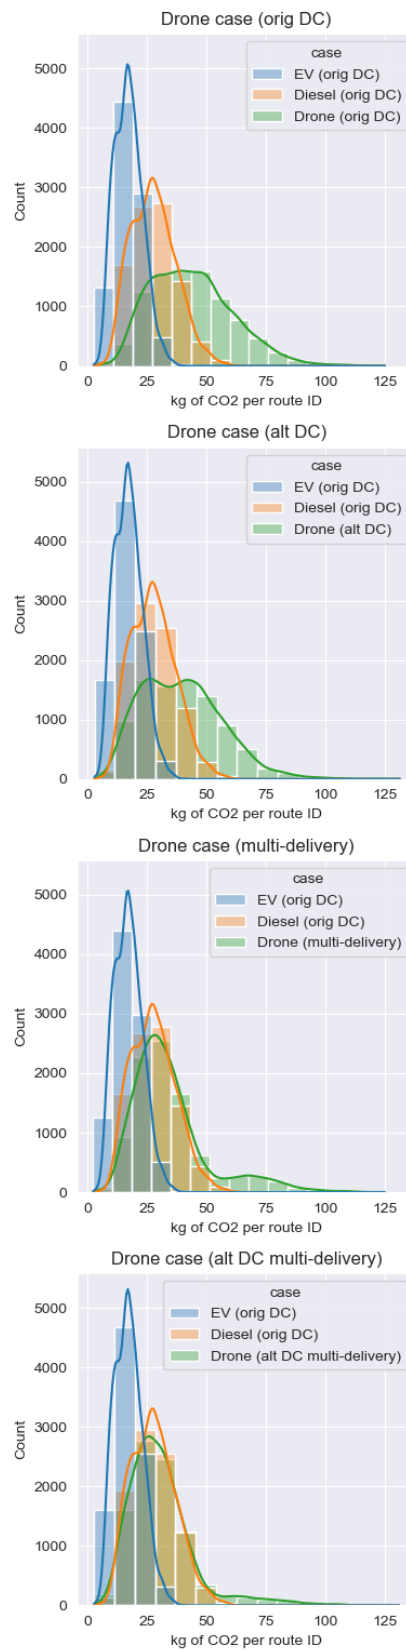 Drone case (orig DC)
case
EV (orig DC)
Diesel (orig DC)
Drone (orig DC)
5000
4000
3000
2000
1000
0
Count
0 25 50 75 100 125
kg of CO2 per route ID
Drone case (alt DC)
case
EV (orig DC)
Diesel (orig DC)
Drone (alt DC)
5000
4000
3000
2000
1000
0
Count
0 25 50 75 100 125
kg of CO2 per route ID
Drone case (multi-delivery)
case
EV (orig DC)
Diesel (orig DC)
Drone (multi-delivery)
5000
4000
3000
2000
1000
0
Count
0 25 50 75 100 125
kg of CO2 per route ID
Drone case (alt DC multi-delivery)
case
EV (orig DC)
Diesel (orig DC)
Drone (alt DC multi-delivery)
5000
4000
3000
2000
1000
0
Count
0 25 50 75 100 125
kg of CO2 per route ID